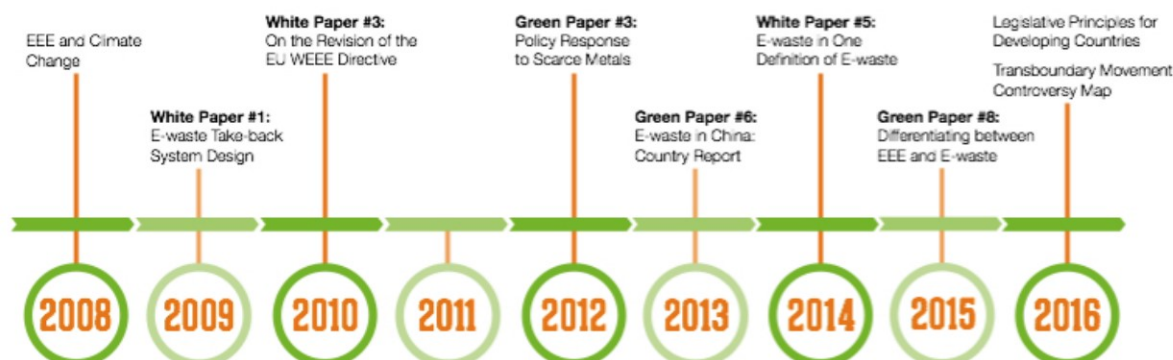 EEE and Climate
Change
White Paper #1:
E-waste Take-back
System Design
White Paper #3:
On the Revision of the
EU WEEE Directive
Green Paper #3:
Policy Response
to Scarce Metals
Green Paper #6:
E-waste in China:
Country Report
White Paper #5:
E-waste in One
Definition of E-waste
Green Paper #8:
Differentiating between
EEE and E-waste
Legislative Principles for
Developing Countries
Transboundary Movement
Controversy Map
2008
2009
2010
2011
2012
2013
2014
2015
2016